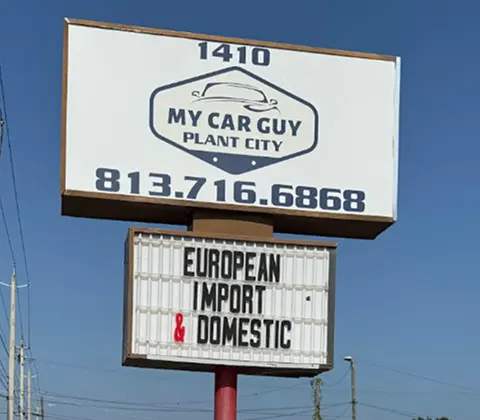 1410
MY CAR GUY
PLANT CITY
813.716.6868
EUROPEAN
IMPORT
& DOMESTIC